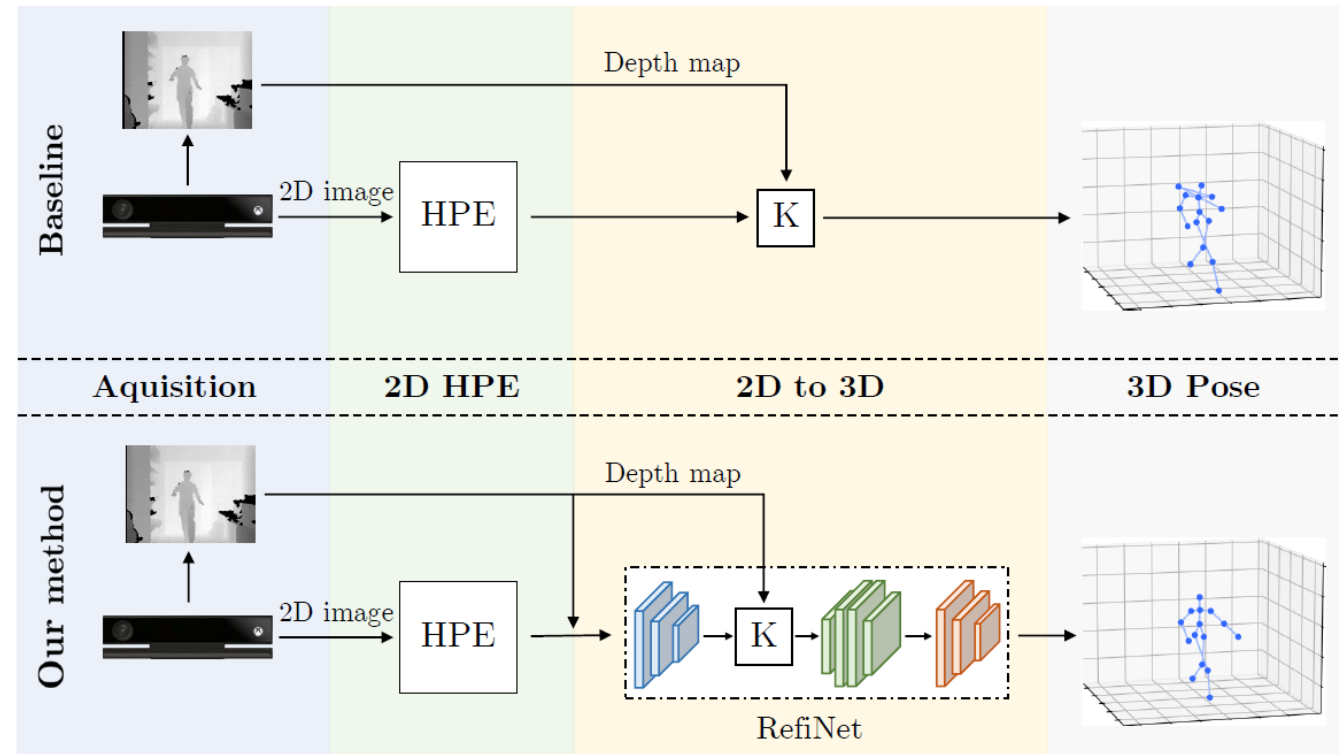 Baseline
Depth map
2D image
HPE
K
Aquisition
2D HPE
2D to 3D
3D Pose
Our method
Depth map
2D image
HPE
K
RefiNet